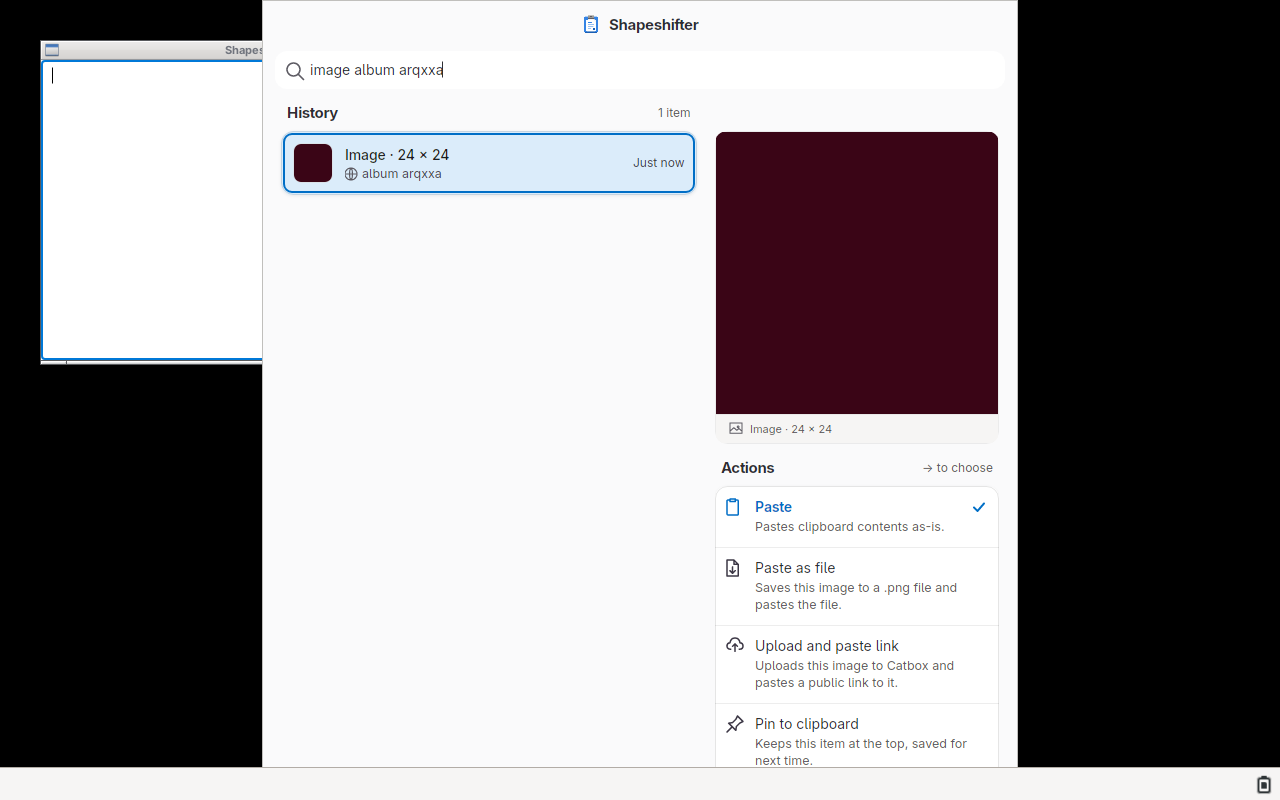 Shapeshifter
image album arqxxa
History
1 item
Image · 24 × 24
album arqxxa
Just now
Image · 24 × 24
Actions
→ to choose
Paste
Pastes clipboard contents as-is.
Paste as file
Saves this image to a .png file and
pastes the file.
Upload and paste link
Uploads this image to Catbox and
pastes a public link to it.
Pin to clipboard
Keeps this item at the top, saved for
next time.
Shapes